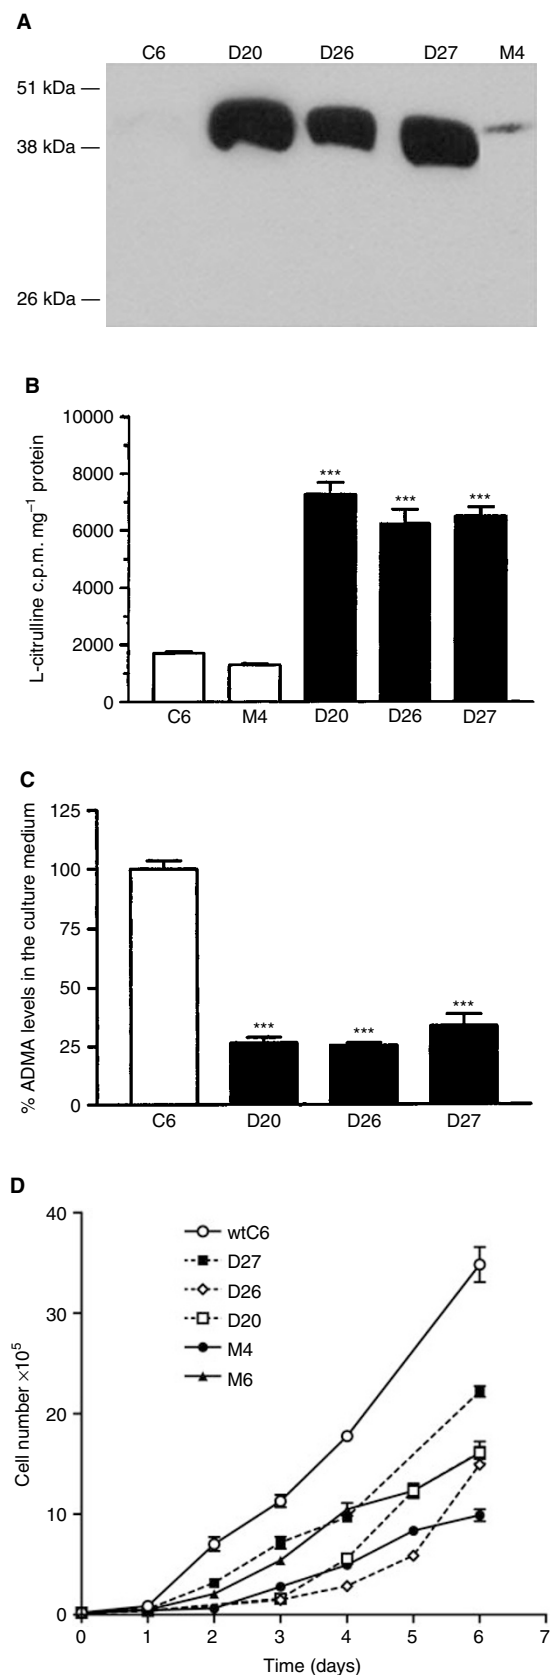 A
C6 D20 D26 D27 M4
51 kDa —
38 kDa —
26 kDa —
B
L-citrulline c.p.m. mg⁻¹ protein
10000
8000
6000
4000
2000
0
*** *** ***
C6 M4 D20 D26 D27
C
% ADMA levels in the culture medium
125
100
75
50
25
0
*** *** ***
C6 D20 D26 D27
D
Cell number ×10⁵
40
30
20
10
0
wtC6
D27
D26
D20
M4
M6
0 1 2 3 4 5 6 7
Time (days)